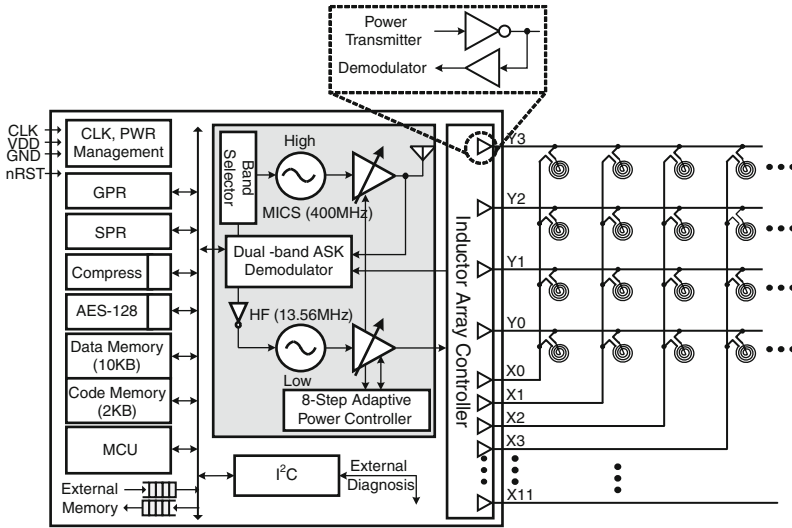 Power
Transmitter
Demodulator
CLK
VDD
GND
nRST
CLK, PWR
Management
GPR
SPR
Compress
AES-128
Data Memory
(10KB)
Code Memory
(2KB)
MCU
External
Memory
Band
Selector
High
MICS (400MHz)
Dual -band ASK
Demodulator
HF (13.56MHz)
Low
8-Step Adaptive
Power Controller
I²C
External
Diagnosis
Inductor Array Controller
Y3
Y2
Y1
Y0
X0
X1
X2
X3
X11